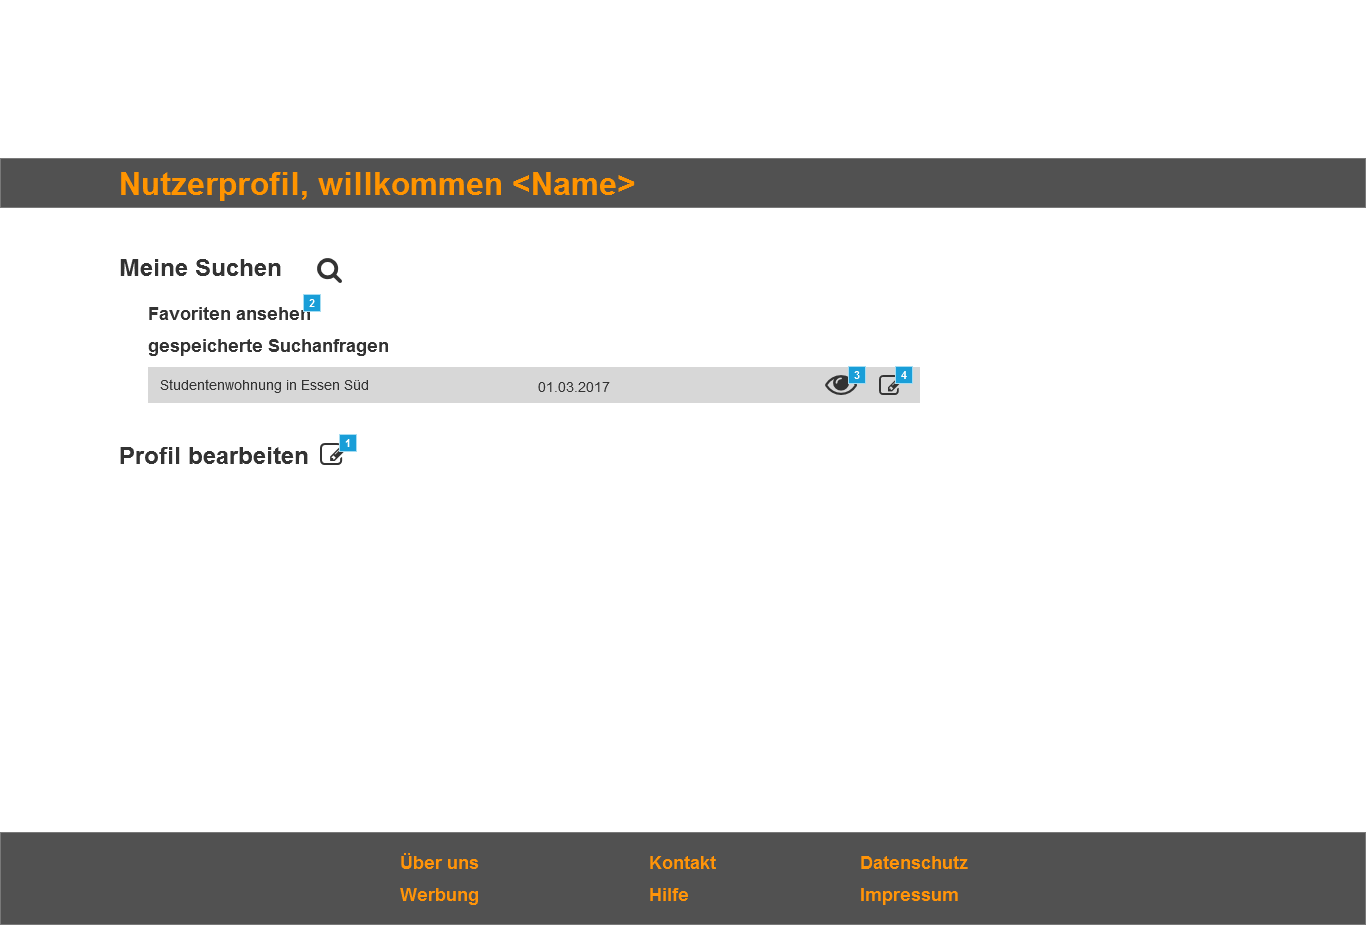 Nutzerprofil, willkommen <Name>
Meine Suchen
Favoriten ansehen 2
gespeicherte Suchanfragen
Studentenwohnung in Essen Süd 01.03.2017 3 4
Profil bearbeiten 1
Über uns Kontakt Datenschutz
Werbung Hilfe Impressum